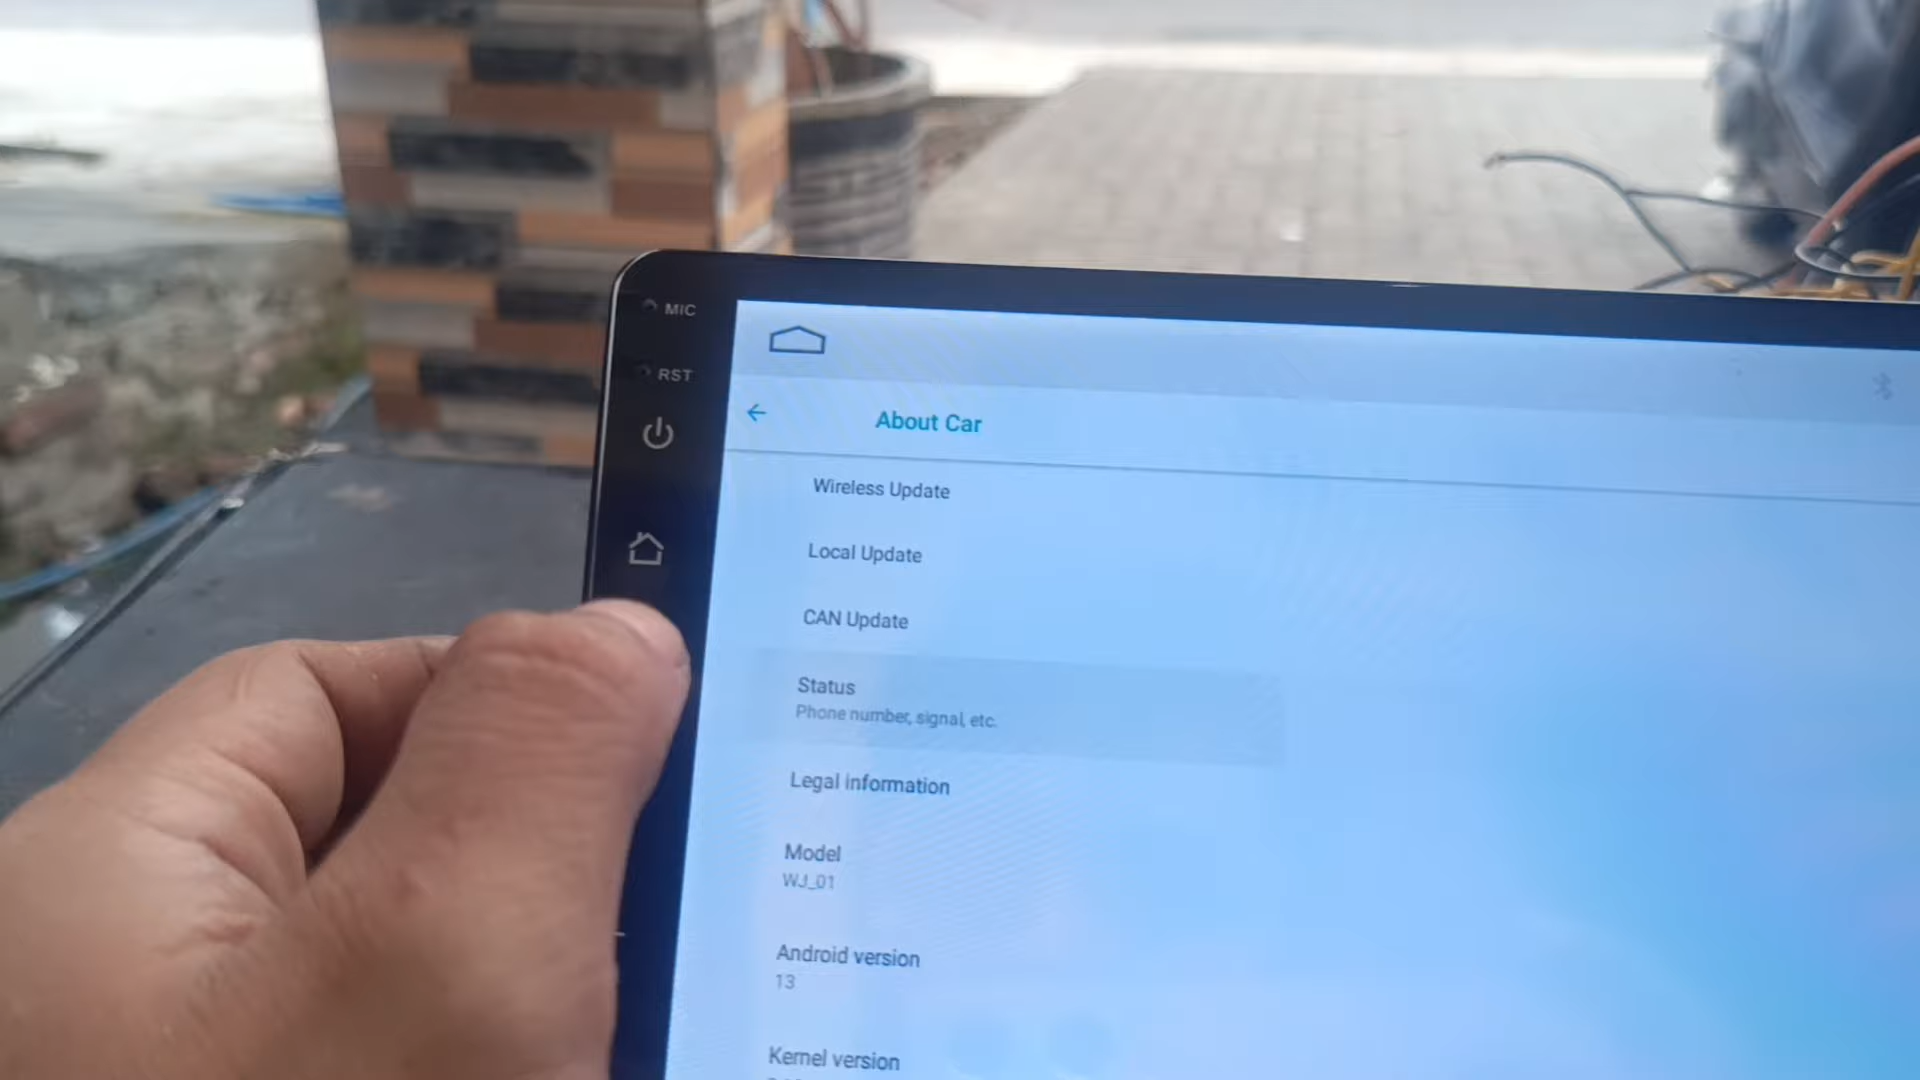 MIC
RST
About Car
Wireless Update
Local Update
CAN Update
Status
Phone number, signal, etc.
Legal information
Model
WJ_01
Android version
13
Kernel version